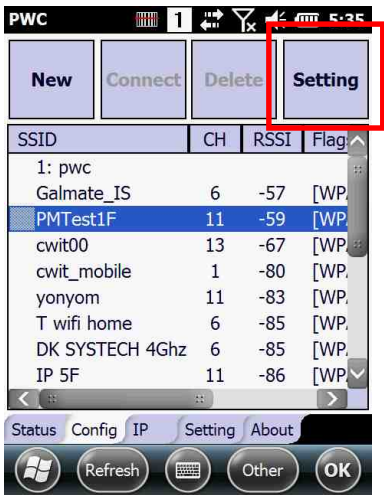 PWC 1 5:35
New Connect Delete Setting
SSID CH RSSI Flag
1: pwc
Galmate_IS 6 -57 [WP
PMTest1F 11 -59 [WP
cwit00 13 -67 [WP
cwit_mobile 1 -80 [WP
yonyom 11 -83 [WP
T wifi home 6 -85 [WP
DK SYSTECH 4Ghz 6 -85 [WP
IP 5F 11 -86 [WP
Status Config IP Setting About
Refresh Other OK